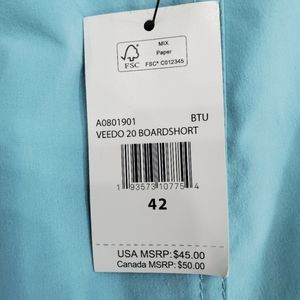 FSC
MIX
Paper
FSC® C012345
A0801901 BTU
VEEDO 20 BOARDSHORT
1 93573 10775 4
42
USA MSRP: $45.00
Canada MSRP: $50.00